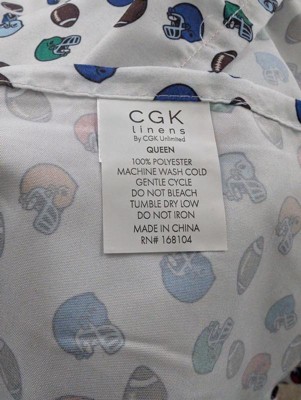 CGK
linens
By CGK Unlimited
QUEEN
100% POLYESTER
MACHINE WASH COLD
GENTLE CYCLE
DO NOT BLEACH
TUMBLE DRY LOW
DO NOT IRON
MADE IN CHINA
RN# 168104